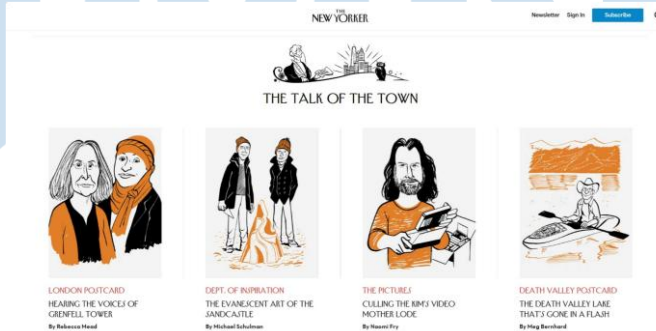 THE
NEW YORKER
Newsletter Sign In Subscribe
THE TALK OF THE TOWN
LONDON POSTCARD
HEARING THE VOICES OF
GRENFELL TOWER
By Rebecca Mead
DEPT. OF INSPIRATION
THE EVANESCENT ART OF THE
SANDCASTLE
By Michael Schulman
THE PICTURES
CULLING THE KIM'S VIDEO
MOTHER LODE
By Naomi Fry
DEATH VALLEY POSTCARD
THE DEATH VALLEY LAKE
THAT'S GONE IN A FLASH
By Meg Bernhard